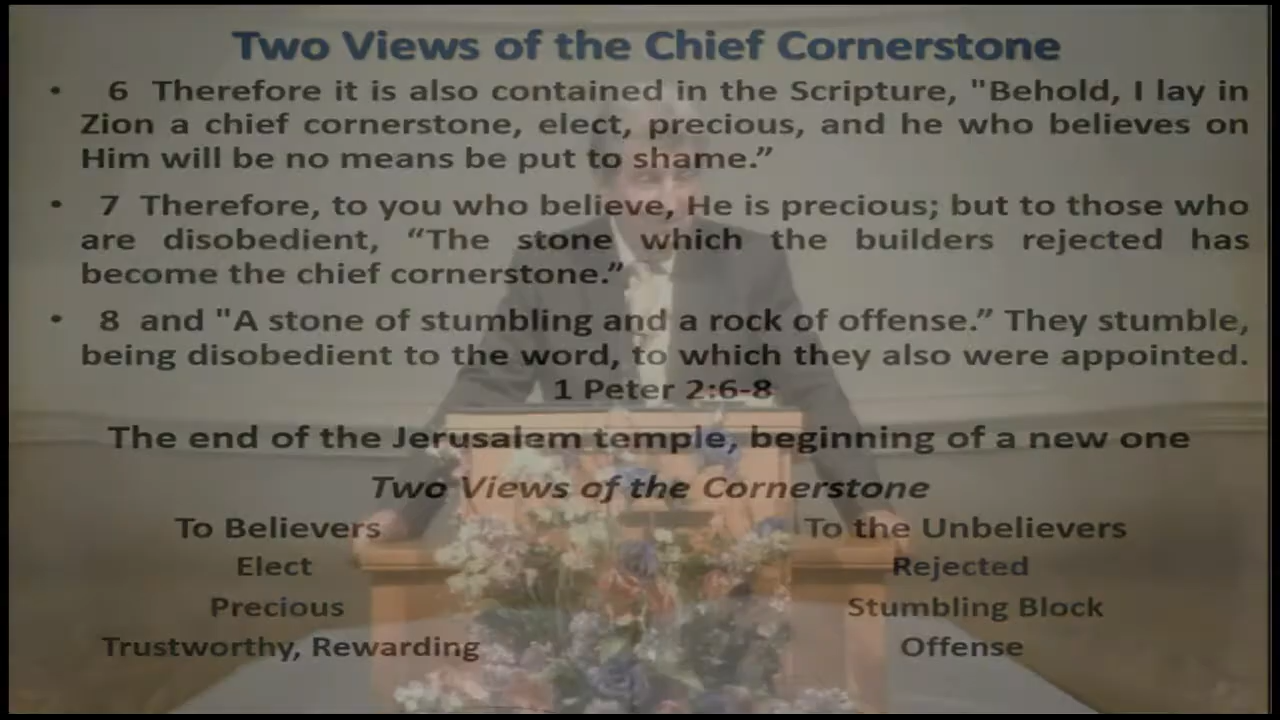 Two Views of the Chief Cornerstone
• 6 Therefore it is also contained in the Scripture, "Behold, I lay in
Zion a chief cornerstone, elect, precious, and he who believes on
Him will be no means be put to shame.”
• 7 Therefore, to you who believe, He is precious; but to those who
are disobedient, “The stone which the builders rejected has
become the chief cornerstone.”
• 8 and "A stone of stumbling and a rock of offense.” They stumble,
being disobedient to the word, to which they also were appointed.
1 Peter 2:6-8
The end of the Jerusalem temple, beginning of a new one
Two Views of the Cornerstone
To Believers To the Unbelievers
Elect Rejected
Precious Stumbling Block
Trustworthy, Rewarding Offense